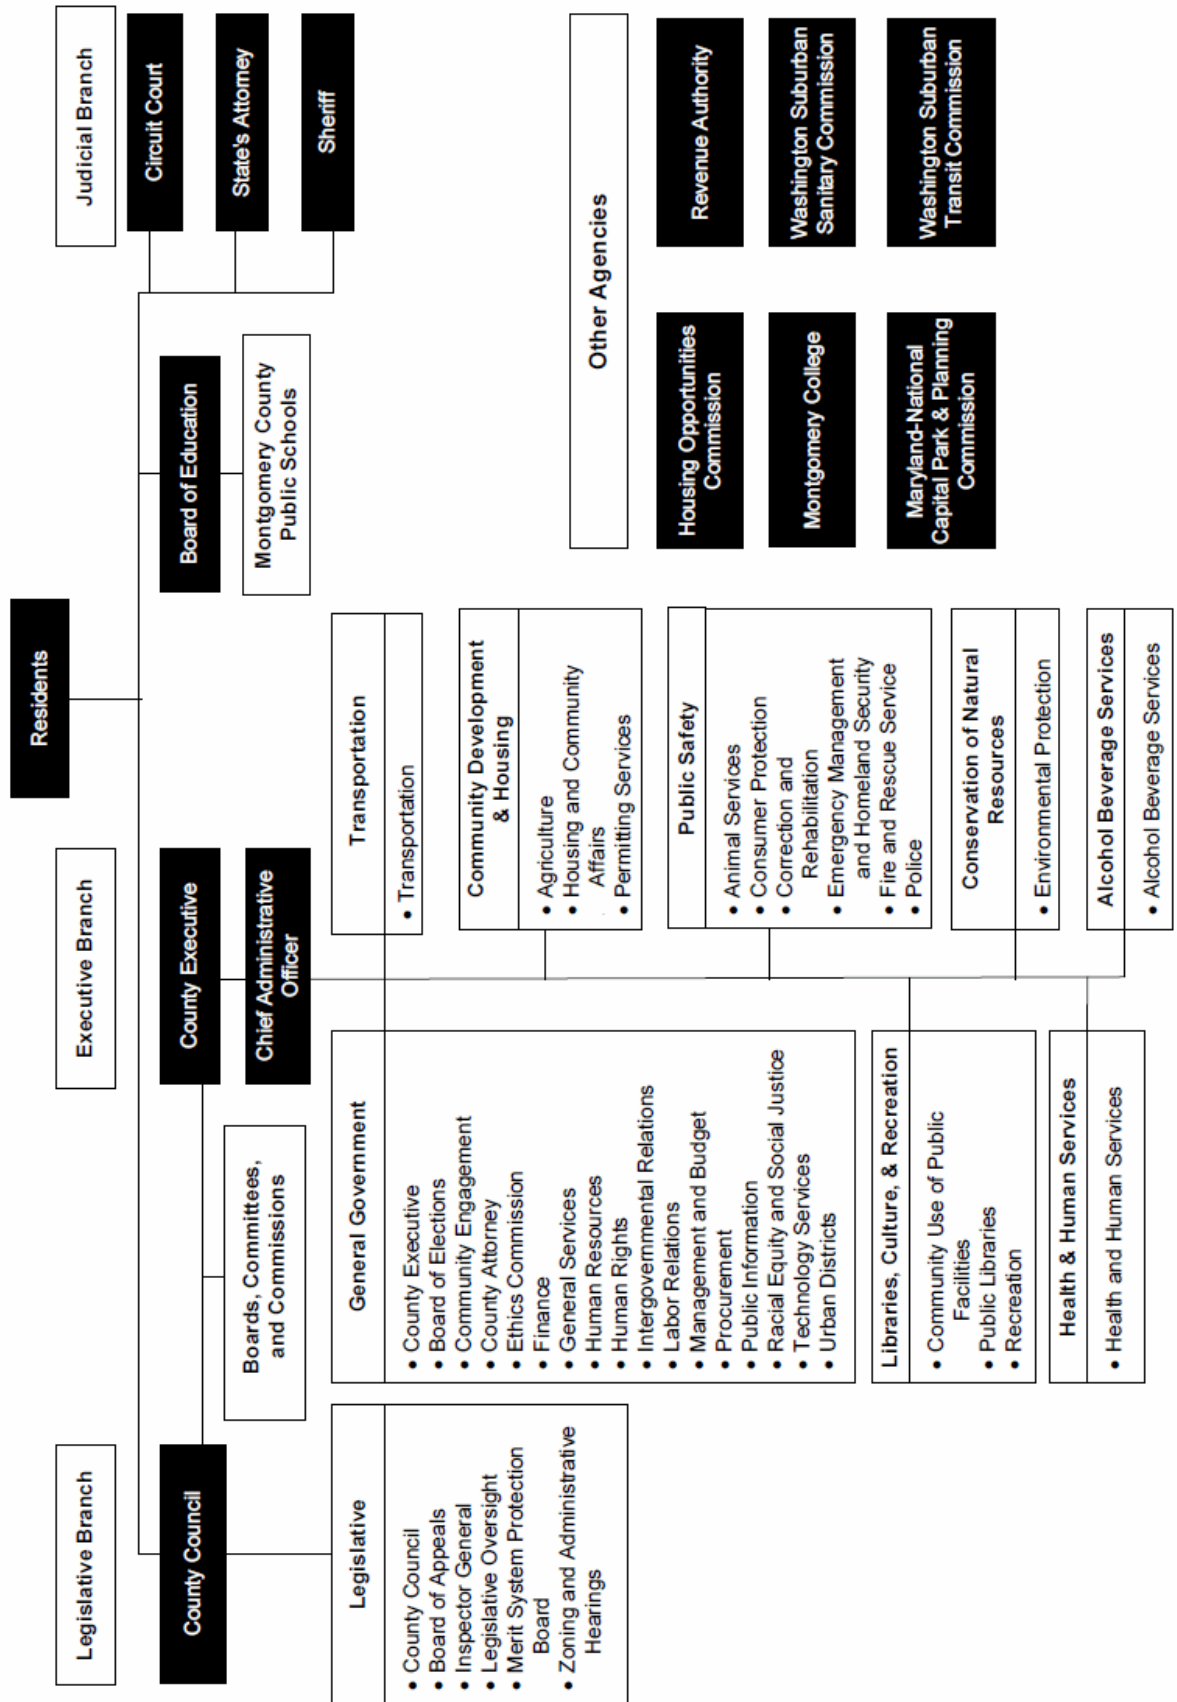 Residents
Legislative Branch
Executive Branch
Judicial Branch
County Council
County Executive
Chief Administrative
Officer
Board of Education
Montgomery County
Public Schools
Circuit Court
State's Attorney
Sheriff
Boards, Committees,
and Commissions
Legislative
• County Council
• Board of Appeals
• Inspector General
• Legislative Oversight
• Merit System Protection
Board
• Zoning and Administrative
Hearings
General Government
• County Executive
• Board of Elections
• Community Engagement
• County Attorney
• Ethics Commission
• Finance
• General Services
• Human Resources
• Human Rights
• Intergovernmental Relations
• Labor Relations
• Management and Budget
• Procurement
• Public Information
• Racial Equity and Social Justice
• Technology Services
• Urban Districts
Libraries, Culture, & Recreation
• Community Use of Public
Facilities
• Public Libraries
• Recreation
Health & Human Services
• Health and Human Services
Transportation
• Transportation
Community Development
& Housing
• Agriculture
• Housing and Community
Affairs
• Permitting Services
Public Safety
• Animal Services
• Consumer Protection
• Correction and
Rehabilitation
• Emergency Management
and Homeland Security
• Fire and Rescue Service
• Police
Conservation of Natural
Resources
• Environmental Protection
Alcohol Beverage Services
• Alcohol Beverage Services
Other Agencies
Housing Opportunities
Commission
Revenue Authority
Montgomery College
Washington Suburban
Sanitary Commission
Maryland-National
Capital Park & Planning
Commission
Washington Suburban
Transit Commission